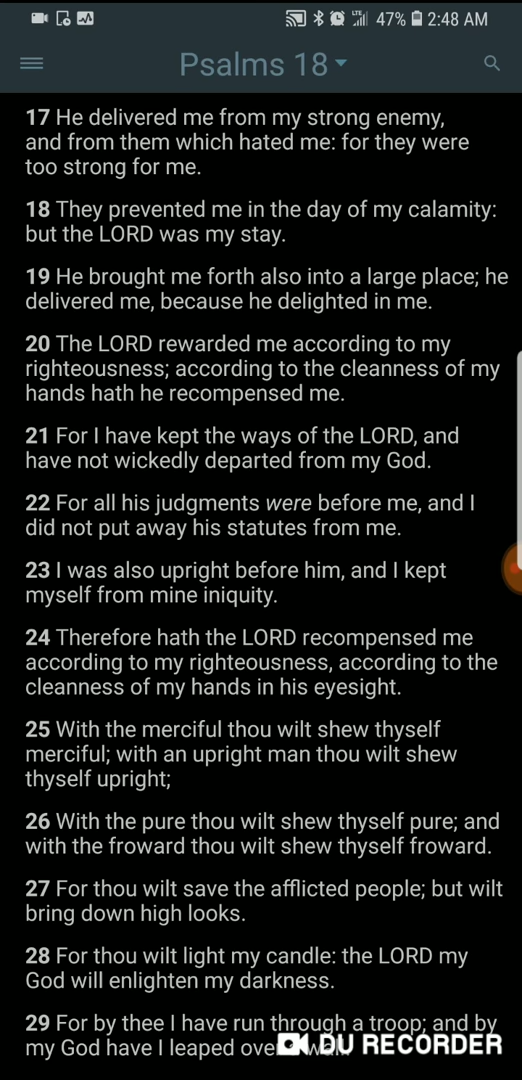 LTE 47% 2:48 AM
Psalms 18
17 He delivered me from my strong enemy,
and from them which hated me: for they were
too strong for me.
18 They prevented me in the day of my calamity:
but the LORD was my stay.
19 He brought me forth also into a large place; he
delivered me, because he delighted in me.
20 The LORD rewarded me according to my
righteousness; according to the cleanness of my
hands hath he recompensed me.
21 For I have kept the ways of the LORD, and
have not wickedly departed from my God.
22 For all his judgments were before me, and I
did not put away his statutes from me.
23 I was also upright before him, and I kept
myself from mine iniquity.
24 Therefore hath the LORD recompensed me
according to my righteousness, according to the
cleanness of my hands in his eyesight.
25 With the merciful thou wilt shew thyself
merciful; with an upright man thou wilt shew
thyself upright;
26 With the pure thou wilt shew thyself pure; and
with the froward thou wilt shew thyself froward.
27 For thou wilt save the afflicted people; but wilt
bring down high looks.
28 For thou wilt light my candle: the LORD my
God will enlighten my darkness.
29 For by thee I have run through a troop; and by
my God have I leaped over
DU RECORDER